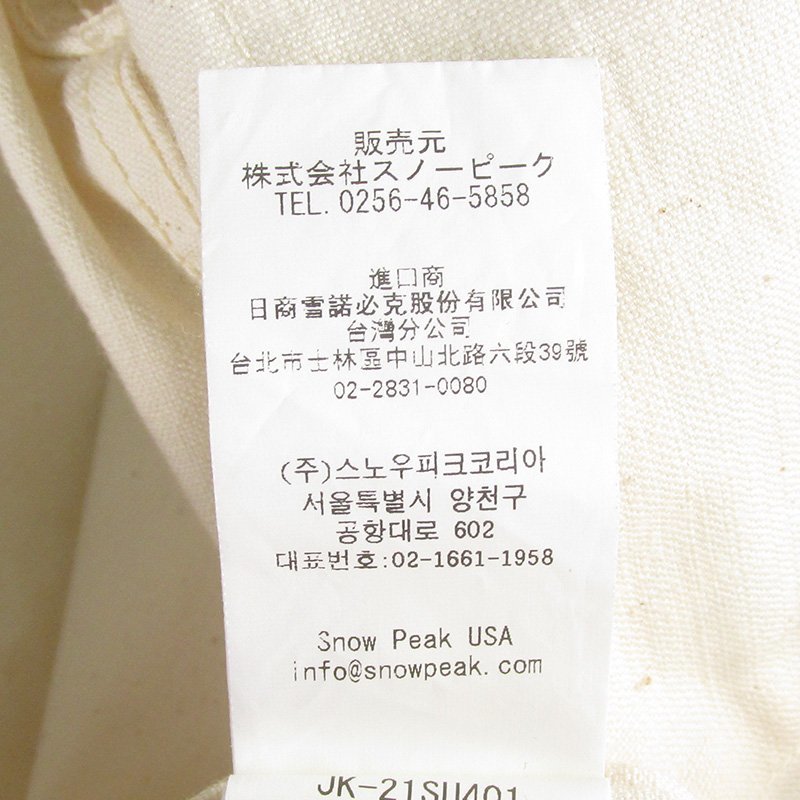 販売元
株式会社スノーピーク
TEL. 0256-46-5858
進口商
日商雪諾必克股份有限公司
台灣分公司
台北市士林區中山北路六段39號
02-2831-0080
(주)스노우피크코리아
서울특별시 양천구
공항대로 602
대표번호:02-1661-1958
Snow Peak USA
info@snowpeak.com
JK-21SU401